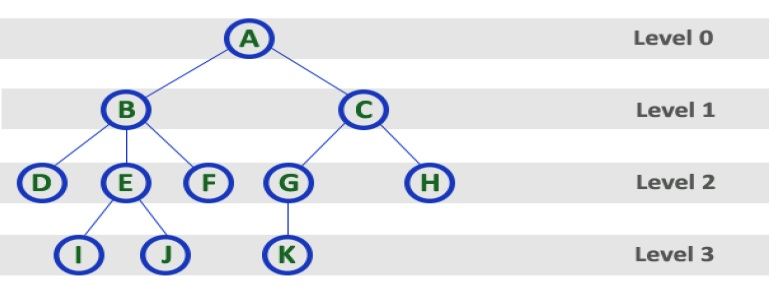 A Level 0
B C Level 1
D E F G H Level 2
I J K Level 3